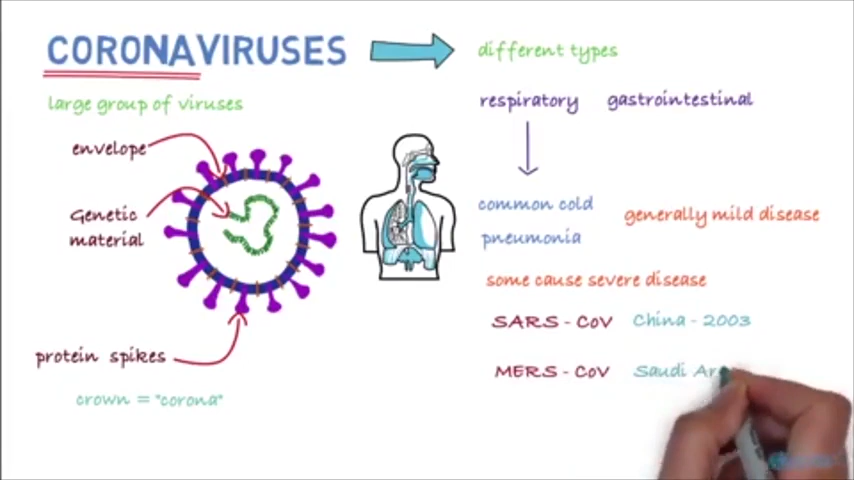 CORONAVIRUSES
different types
large group of viruses
respiratory gastrointestinal
envelope
Genetic
material
common cold
pneumonia
generally mild disease
some cause severe disease
SARS - CoV China - 2003
MERS - CoV Saudi
protein spikes
crown = "corona"